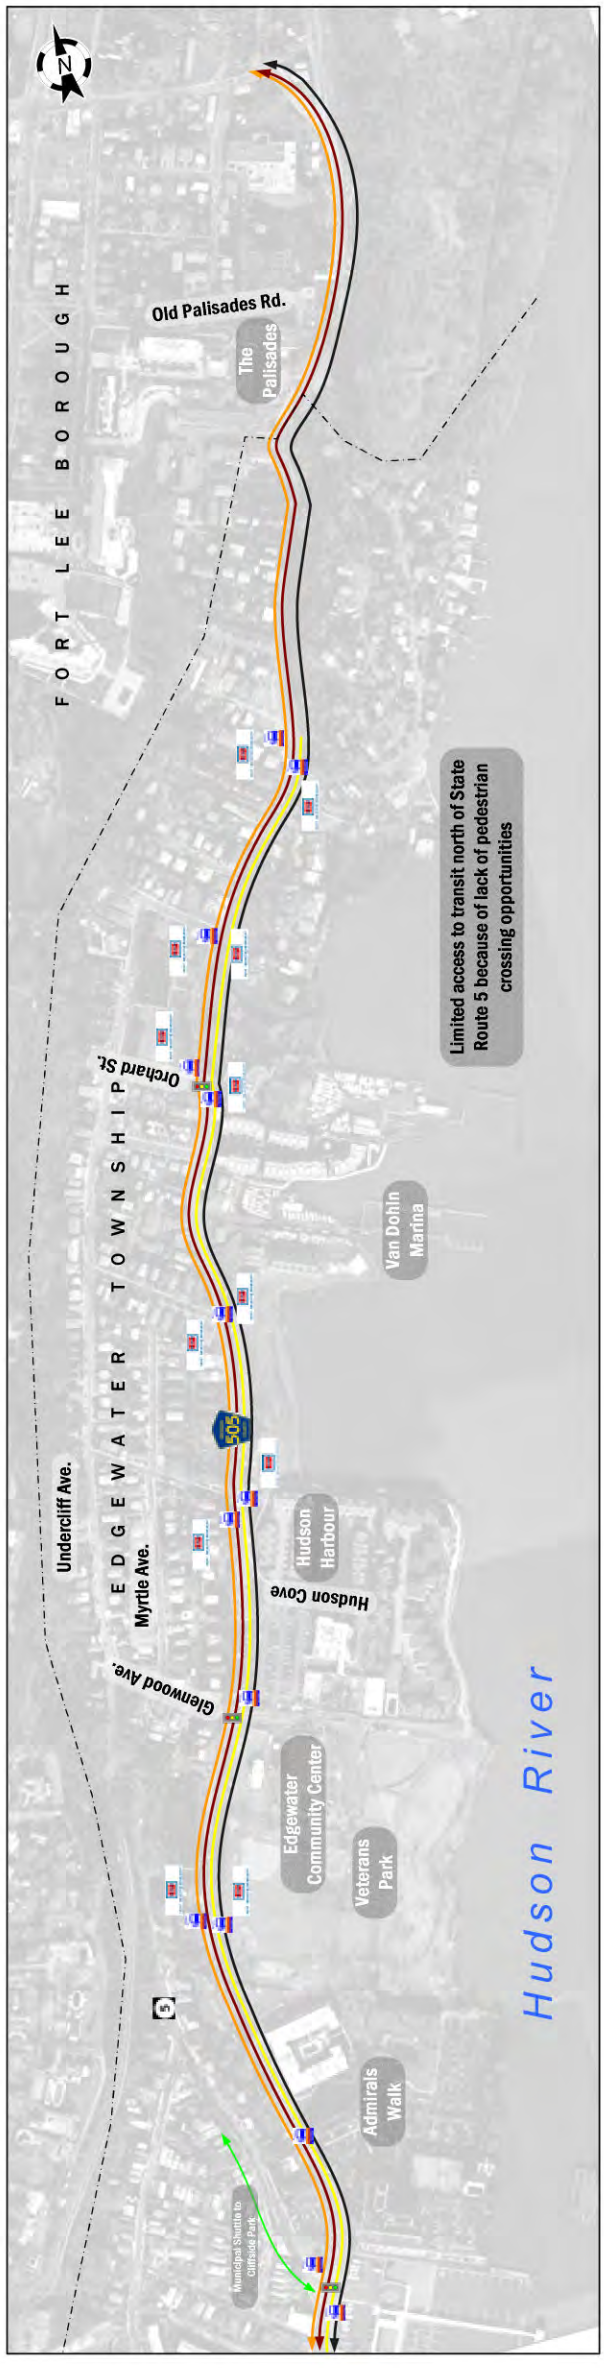 N
FORT LEE BOROUGH
Old Palisades Rd.
The
Palisades
Limited access to transit north of State
Route 5 because of lack of pedestrian
crossing opportunities
Orchard St.
EDGEWATER TOWNSHIP
Van Dohin
Marina
505
Undercliff Ave.
Myrtle Ave.
Hudson
Harbour
Hudson Cove
Glenwood Ave.
Edgewater
Community Center
Veterans
Park
Hudson River
5
Admirals
Walk
Municipal Shuttle to
Cliffside Park